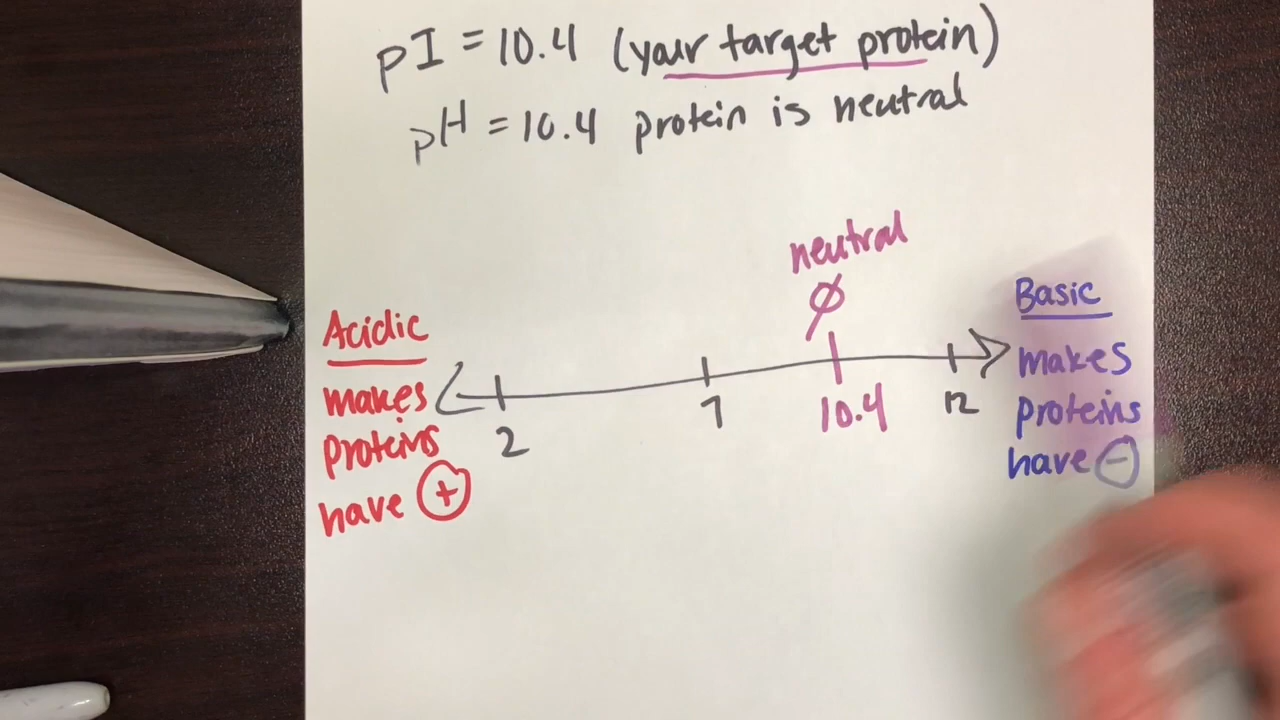 pI = 10.4 (your target protein)
pH = 10.4 protein is neutral
neutral
ø
Acidic
makes
proteins
have +
2
7
10.4
12
Basic
makes
proteins
have −